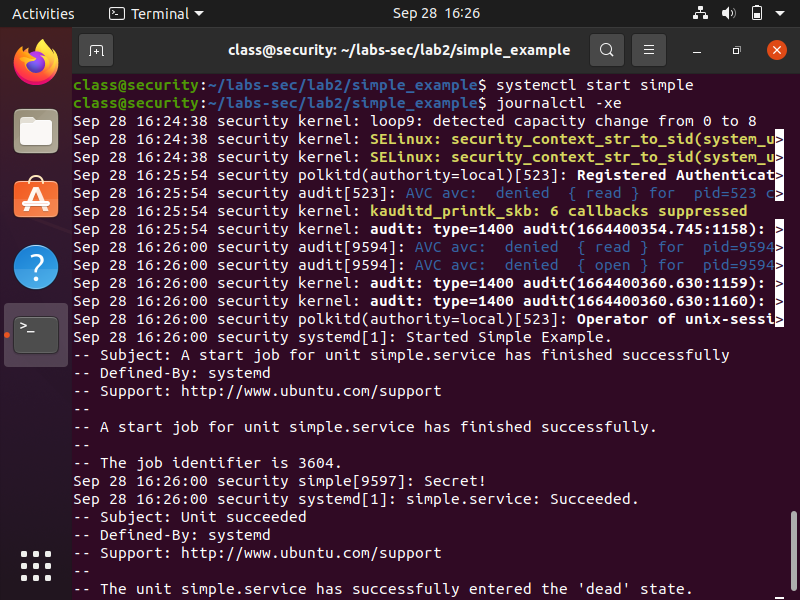 Activities
Terminal
Sep 28 16:26
class@security: ~/labs-sec/lab2/simple_example
class@security:~/labs-sec/lab2/simple_example$ systemctl start simple
class@security:~/labs-sec/lab2/simple_example$ journalctl -xe
Sep 28 16:24:38 security kernel: loop9: detected capacity change from 0 to 8
Sep 28 16:24:38 security kernel: SELinux: security_context_str_to_sid(system_u>
Sep 28 16:24:38 security kernel: SELinux: security_context_str_to_sid(system_u>
Sep 28 16:25:54 security polkitd(authority=local)[523]: Registered Authenticat>
Sep 28 16:25:54 security audit[523]: AVC avc:  denied  { read } for  pid=523 c>
Sep 28 16:25:54 security kernel: kauditd_printk_skb: 6 callbacks suppressed
Sep 28 16:25:54 security kernel: audit: type=1400 audit(1664400354.745:1158): >
Sep 28 16:26:00 security audit[9594]: AVC avc:  denied  { read } for  pid=9594>
Sep 28 16:26:00 security audit[9594]: AVC avc:  denied  { open } for  pid=9594>
Sep 28 16:26:00 security kernel: audit: type=1400 audit(1664400360.630:1159): >
Sep 28 16:26:00 security kernel: audit: type=1400 audit(1664400360.630:1160): >
Sep 28 16:26:00 security polkitd(authority=local)[523]: Operator of unix-sessi>
Sep 28 16:26:00 security systemd[1]: Started Simple Example.
-- Subject: A start job for unit simple.service has finished successfully
-- Defined-By: systemd
-- Support: http://www.ubuntu.com/support
--
-- A start job for unit simple.service has finished successfully.
--
-- The job identifier is 3604.
Sep 28 16:26:00 security simple[9597]: Secret!
Sep 28 16:26:00 security systemd[1]: simple.service: Succeeded.
-- Subject: Unit succeeded
-- Defined-By: systemd
-- Support: http://www.ubuntu.com/support
--
-- The unit simple.service has successfully entered the 'dead' state.